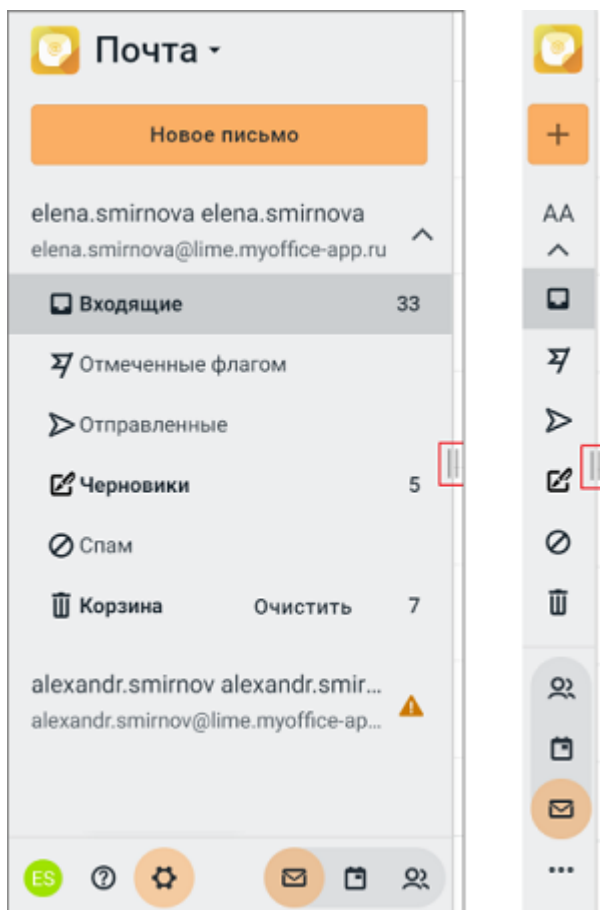 Почта
Новое письмо
elena.smirnova elena.smirnova
elena.smirnova@lime.myoffice-app.ru
Входящие 33
Отмеченные флагом
Отправленные
Черновики 5
Спам
Корзина Очистить 7
alexandr.smirnov alexandr.smir...
alexandr.smirnov@lime.myoffice-ap...
ES
AA